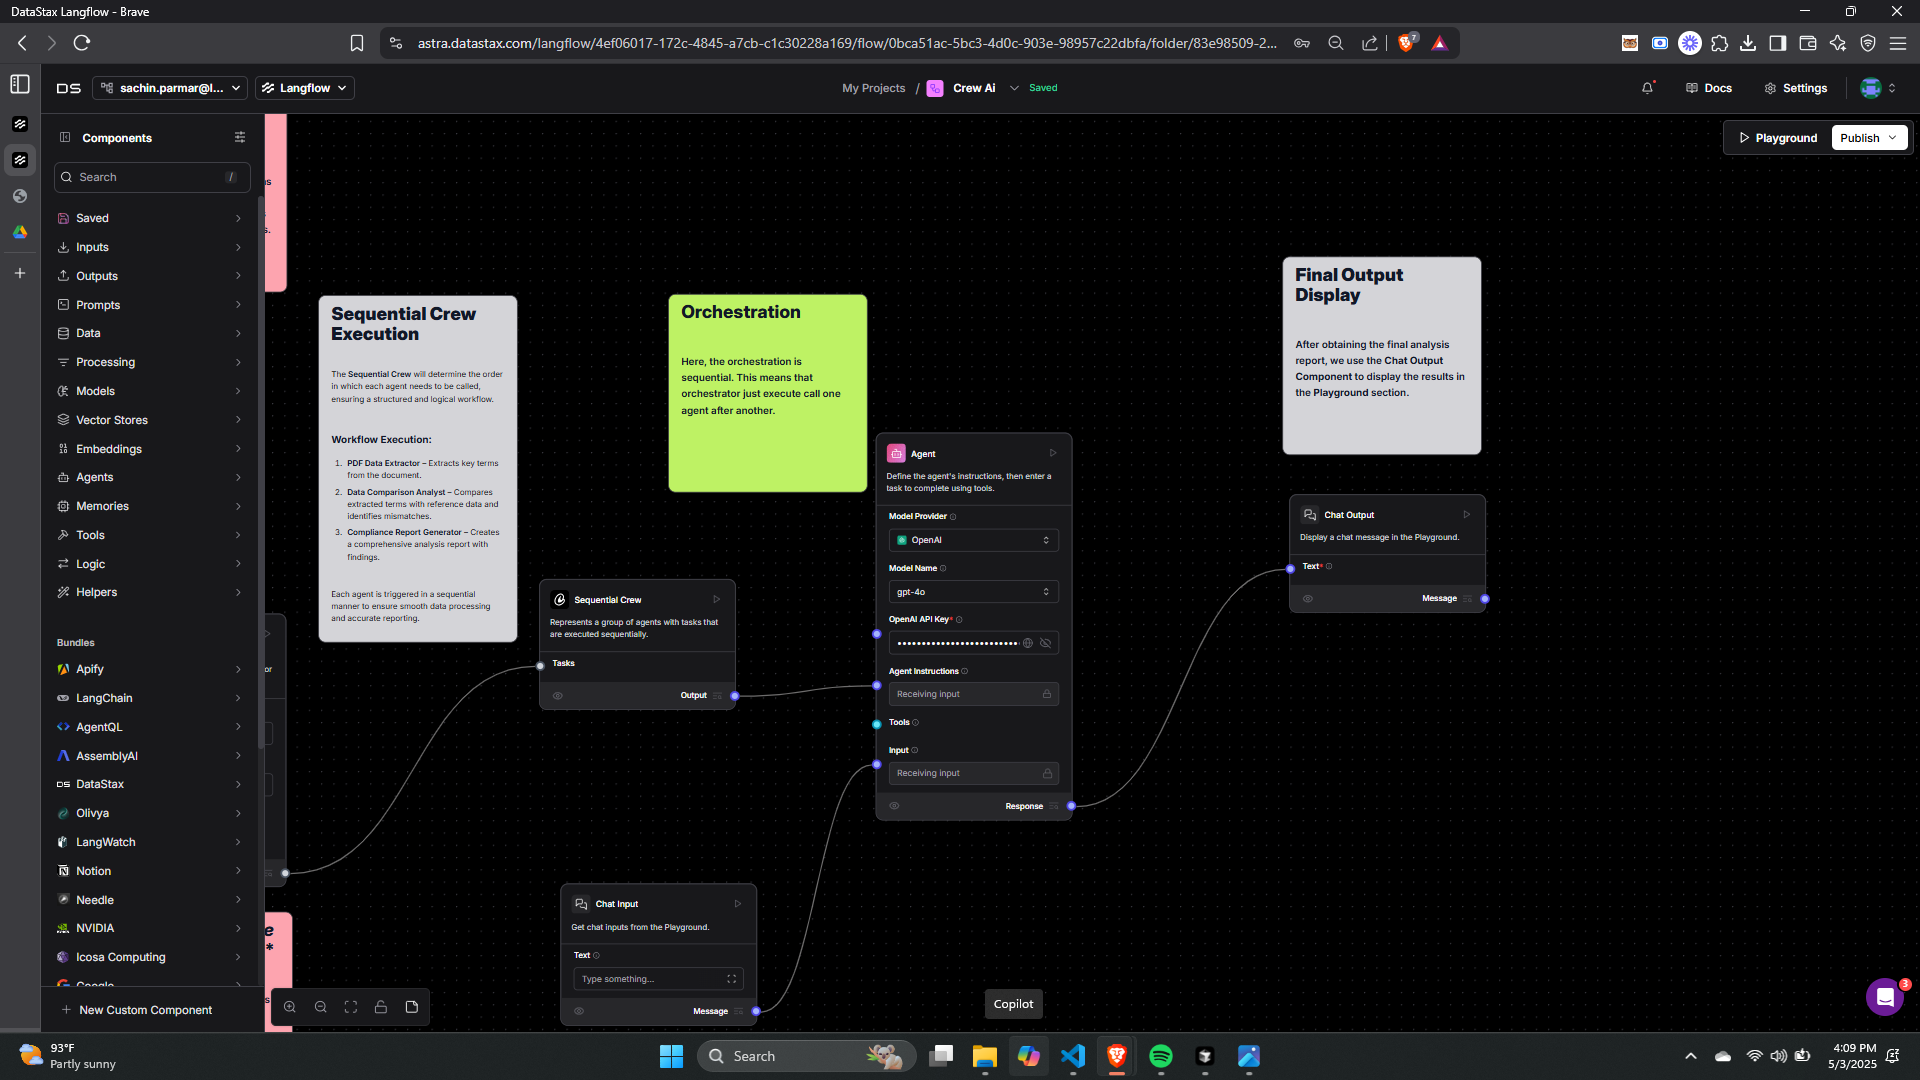 DataStax Langflow - Brave
astra.datastax.com/langflow/4ef06017-172c-4845-a7cb-c1c30228a169/flow/0bca51ac-5bc3-4d0c-903e-98957c22dbfa/folder/83e98509-2...
7
DS
sachin.parmar@l...
Langflow
My Projects / Crew Ai
Saved
Docs
Settings
Components
Search /
Saved
Inputs
Outputs
Prompts
Data
Processing
Models
Vector Stores
Embeddings
Agents
Memories
Tools
Logic
Helpers
Bundles
Apify
LangChain
AgentQL
AssemblyAI
DataStax
Olivya
LangWatch
Notion
Needle
NVIDIA
Icosa Computing
Google
New Custom Component
Playground
Publish
Sequential Crew
Execution
The Sequential Crew will determine the order
in which each agent needs to be called,
ensuring a structured and logical workflow.
Workflow Execution:
1. PDF Data Extractor – Extracts key terms
from the document.
2. Data Comparison Analyst – Compares
extracted terms with reference data and
identifies mismatches.
3. Compliance Report Generator – Creates
a comprehensive analysis report with
findings.
Each agent is triggered in a sequential
manner to ensure smooth data processing
and accurate reporting.
Orchestration
Here, the orchestration is
sequential. This means that
orchestrator just execute call one
agent after another.
Final Output
Display
After obtaining the final analysis
report, we use the Chat Output
Component to display the results in
the Playground section.
Sequential Crew
Represents a group of agents with tasks that
are executed sequentially.
Tasks
Output
Agent
Define the agent's instructions, then enter a
task to complete using tools.
Model Provider
OpenAI
Model Name
gpt-4o
OpenAI API Key*
Agent Instructions
Receiving input
Tools
Input
Receiving input
Response
Chat Output
Display a chat message in the Playground.
Text*
Message
Chat Input
Get chat inputs from the Playground.
Text
Type something...
Message
Copilot
3
93°F
Partly sunny
Search
4:09 PM
5/3/2025